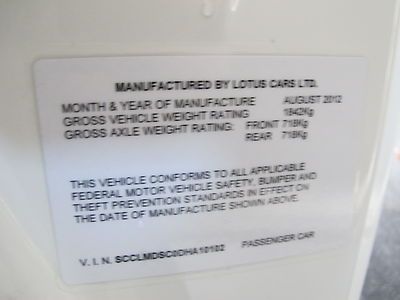 MANUFACTURED BY LOTUS CARS LTD.
MONTH & YEAR OF MANUFACTURE AUGUST 2012
GROSS VEHICLE WEIGHT RATING 1842Kg
GROSS AXLE WEIGHT RATING: FRONT 718Kg
REAR 718Kg
THIS VEHICLE CONFORMS TO ALL APPLICABLE
FEDERAL MOTOR VEHICLE SAFETY, BUMPER AND
THEFT PREVENTION STANDARDS IN EFFECT ON
THE DATE OF MANUFACTURE SHOWN ABOVE.
V. I. N. SCCLMDSC0DHA10102 PASSENGER CAR